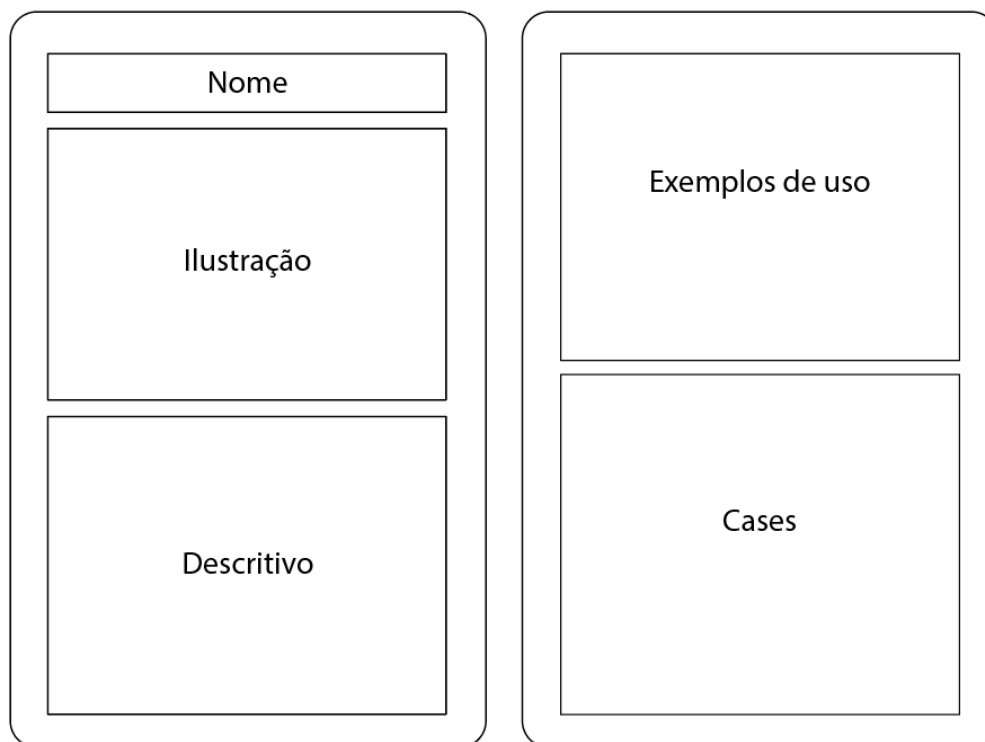 Nome
Ilustração
Descritivo
Exemplos de uso
Cases